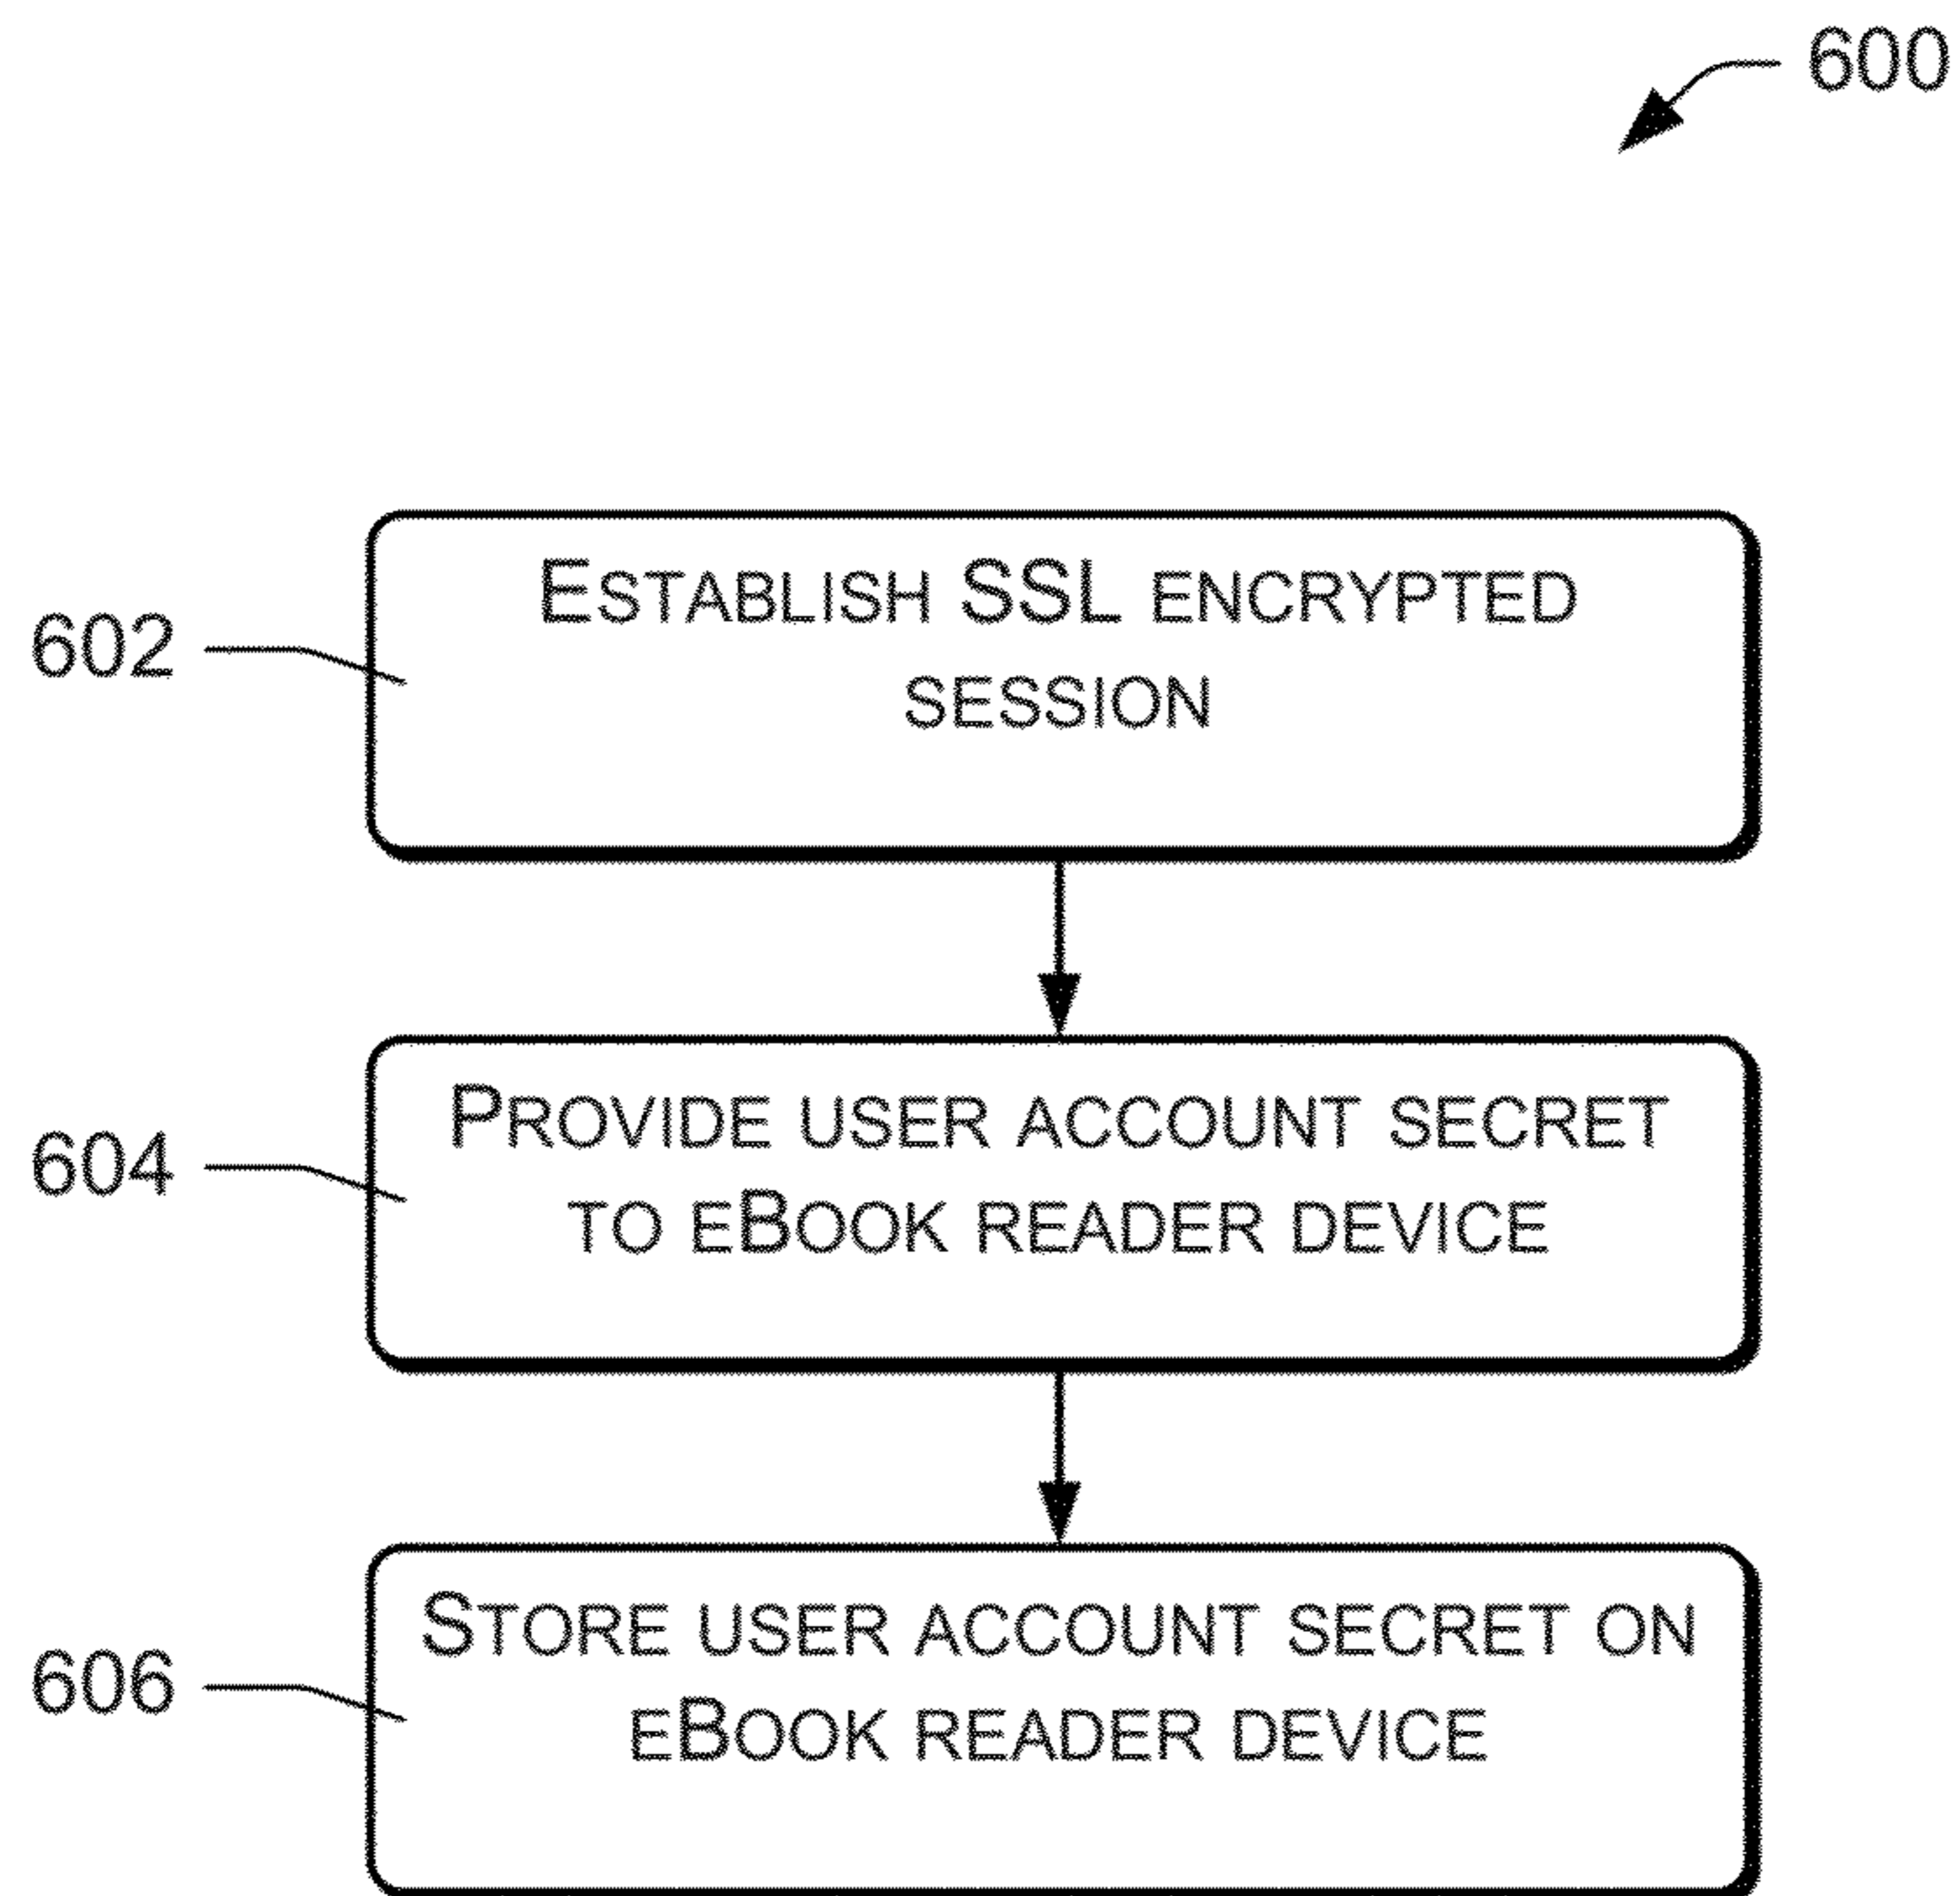 600
602
ESTABLISH SSL ENCRYPTED
SESSION
604
PROVIDE USER ACCOUNT SECRET
TO EBOOK READER DEVICE
606
STORE USER ACCOUNT SECRET ON
EBOOK READER DEVICE